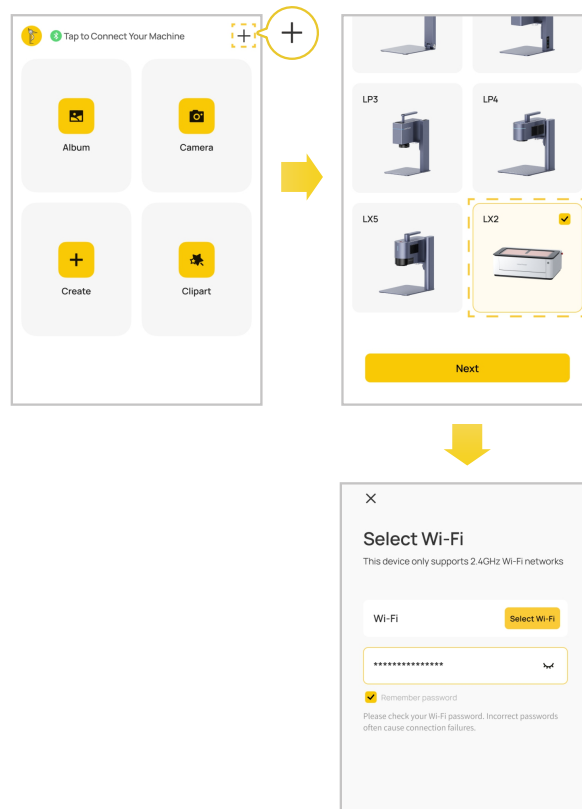 Tap to Connect Your Machine
Album
Camera
Create
Clipart
LP3
LP4
LX5
LX2
Next
Select Wi-Fi
This device only supports 2.4GHz Wi-Fi networks
Wi-Fi
Select Wi-Fi
***************
Remember password
Please check your Wi-Fi password. Incorrect passwords
often cause connection failures.